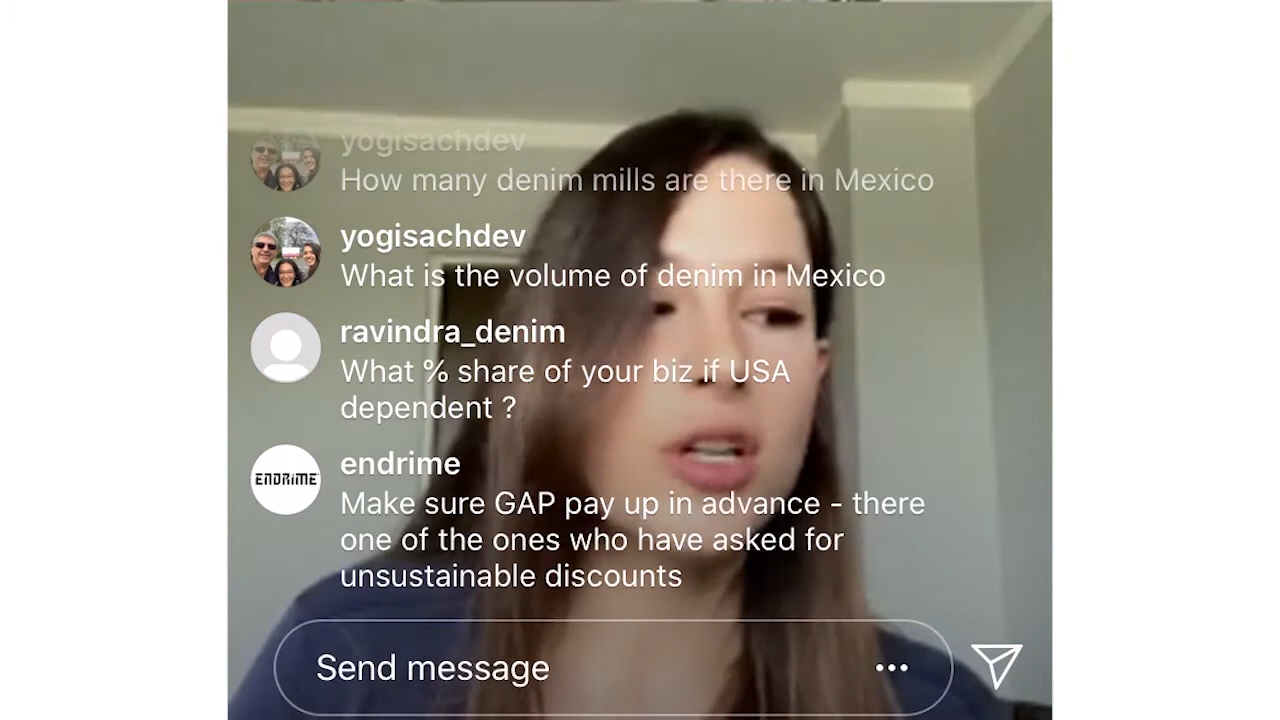 yogisachdev
How many denim mills are there in Mexico
yogisachdev
What is the volume of denim in Mexico
ravindra_denim
What % share of your biz if USA
dependent ?
endrime
ENDRIME
Make sure GAP pay up in advance - there
one of the ones who have asked for
unsustainable discounts
Send message